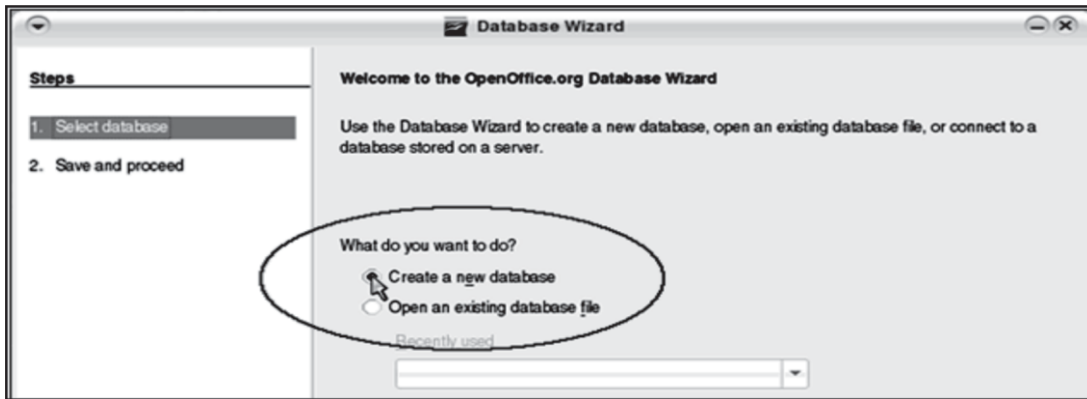 Database Wizard
Steps
1. Select database
2. Save and proceed
Welcome to the OpenOffice.org Database Wizard
Use the Database Wizard to create a new database, open an existing database file, or connect to a
database stored on a server.
What do you want to do?
Create a new database
Open an existing database file
Recently used